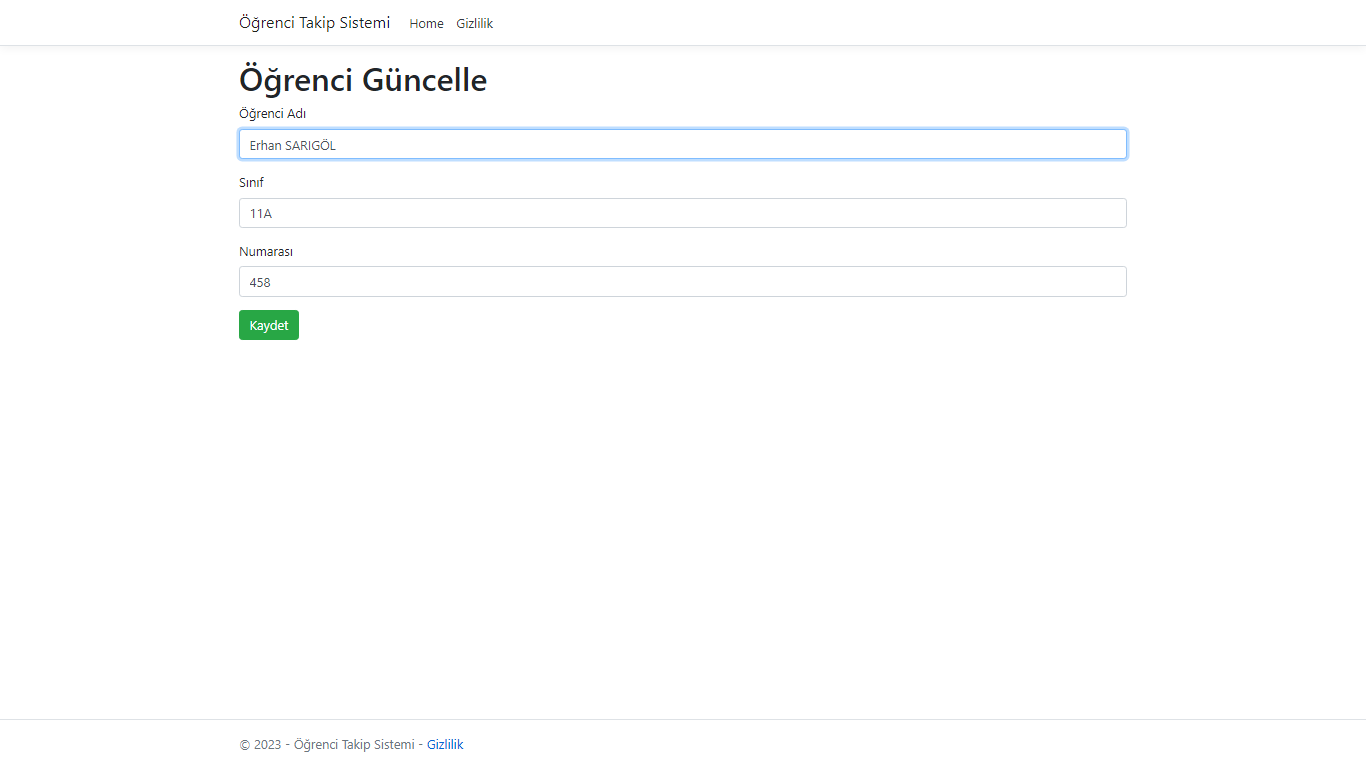 Öğrenci Takip Sistemi Home Gizlilik
Öğrenci Güncelle
Öğrenci Adı
Erhan SARIGÖL
Sınıf
11A
Numarası
458
Kaydet
© 2023 - Öğrenci Takip Sistemi - Gizlilik